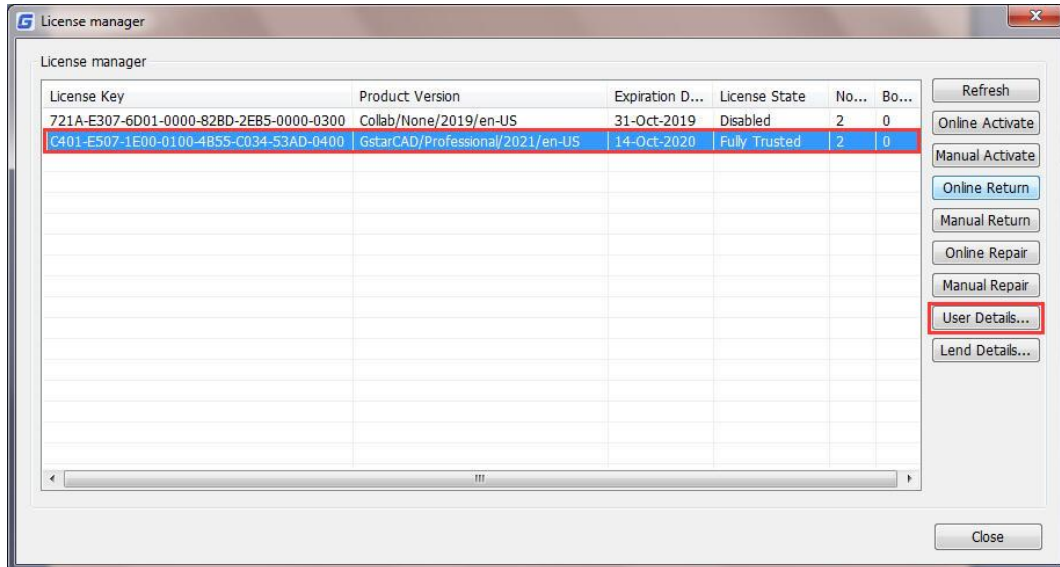 License manager
License manager
License Key Product Version Expiration D... License State No... Bo...
721A-E307-6D01-0000-82BD-2EB5-0000-0300 Collab/None/2019/en-US 31-Oct-2019 Disabled 2 0
C401-E507-1E00-0100-4B55-C034-53AD-0400 GstarCAD/Professional/2021/en-US 14-Oct-2020 Fully Trusted 2 0
Refresh
Online Activate
Manual Activate
Online Return
Manual Return
Online Repair
Manual Repair
User Details...
Lend Details...
Close